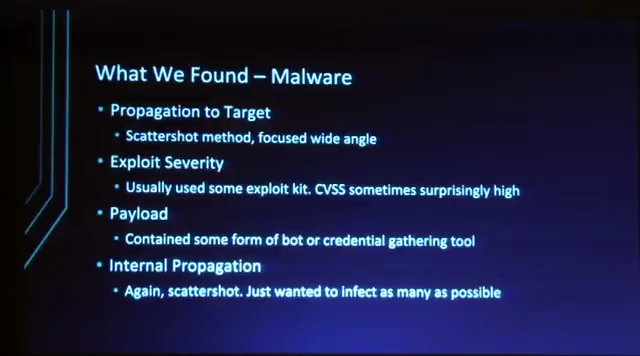 What We Found – Malware
• Propagation to Target
• Scattershot method, focused wide angle
• Exploit Severity
• Usually used some exploit kit. CVSS sometimes surprisingly high
• Payload
• Contained some form of bot or credential gathering tool
• Internal Propagation
• Again, scattershot. Just wanted to infect as many as possible